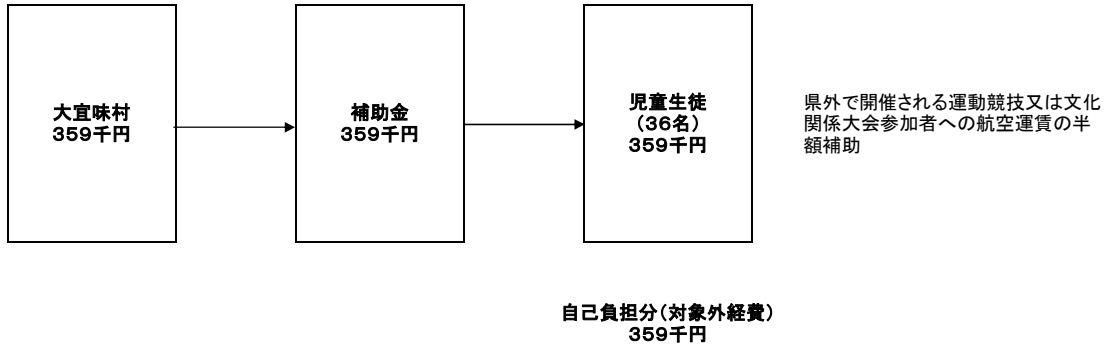 大宜味村
359千円
補助金
359千円
児童生徒
（36名）
359千円
県外で開催される運動競技又は文化
関係大会参加者への航空運賃の半
額補助
自己負担分（対象外経費）
359千円